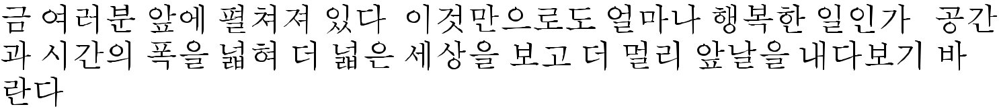 금 여러분 앞에 펼쳐져 있다 이것만으로도 얼마나 행복한 일인가 공간
과 시간의 폭을 넓혀 더 넓은 세상을 보고 더 멀리 앞날을 내다보기 바
란다